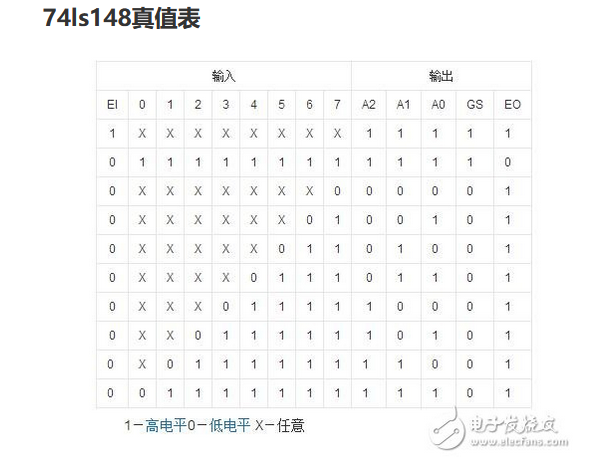 74ls148真值表
输入 输出
EI 0 1 2 3 4 5 6 7 A2 A1 A0 GS EO
1 X X X X X X X X 1 1 1 1 1
0 1 1 1 1 1 1 1 1 1 1 1 1 0
0 X X X X X X X 0 0 0 0 0 1
0 X X X X X X 0 1 0 0 1 0 1
0 X X X X X 0 1 1 0 1 0 0 1
0 X X X X 0 1 1 1 0 1 1 0 1
0 X X X 0 1 1 1 1 1 0 0 0 1
0 X X 0 1 1 1 1 1 1 0 1 0 1
0 X 0 1 1 1 1 1 1 1 1 0 0 1
0 0 1 1 1 1 1 1 1 1 1 1 0 1
1－高电平0－低电平 X－任意
电子发烧友
www.elecfans.com